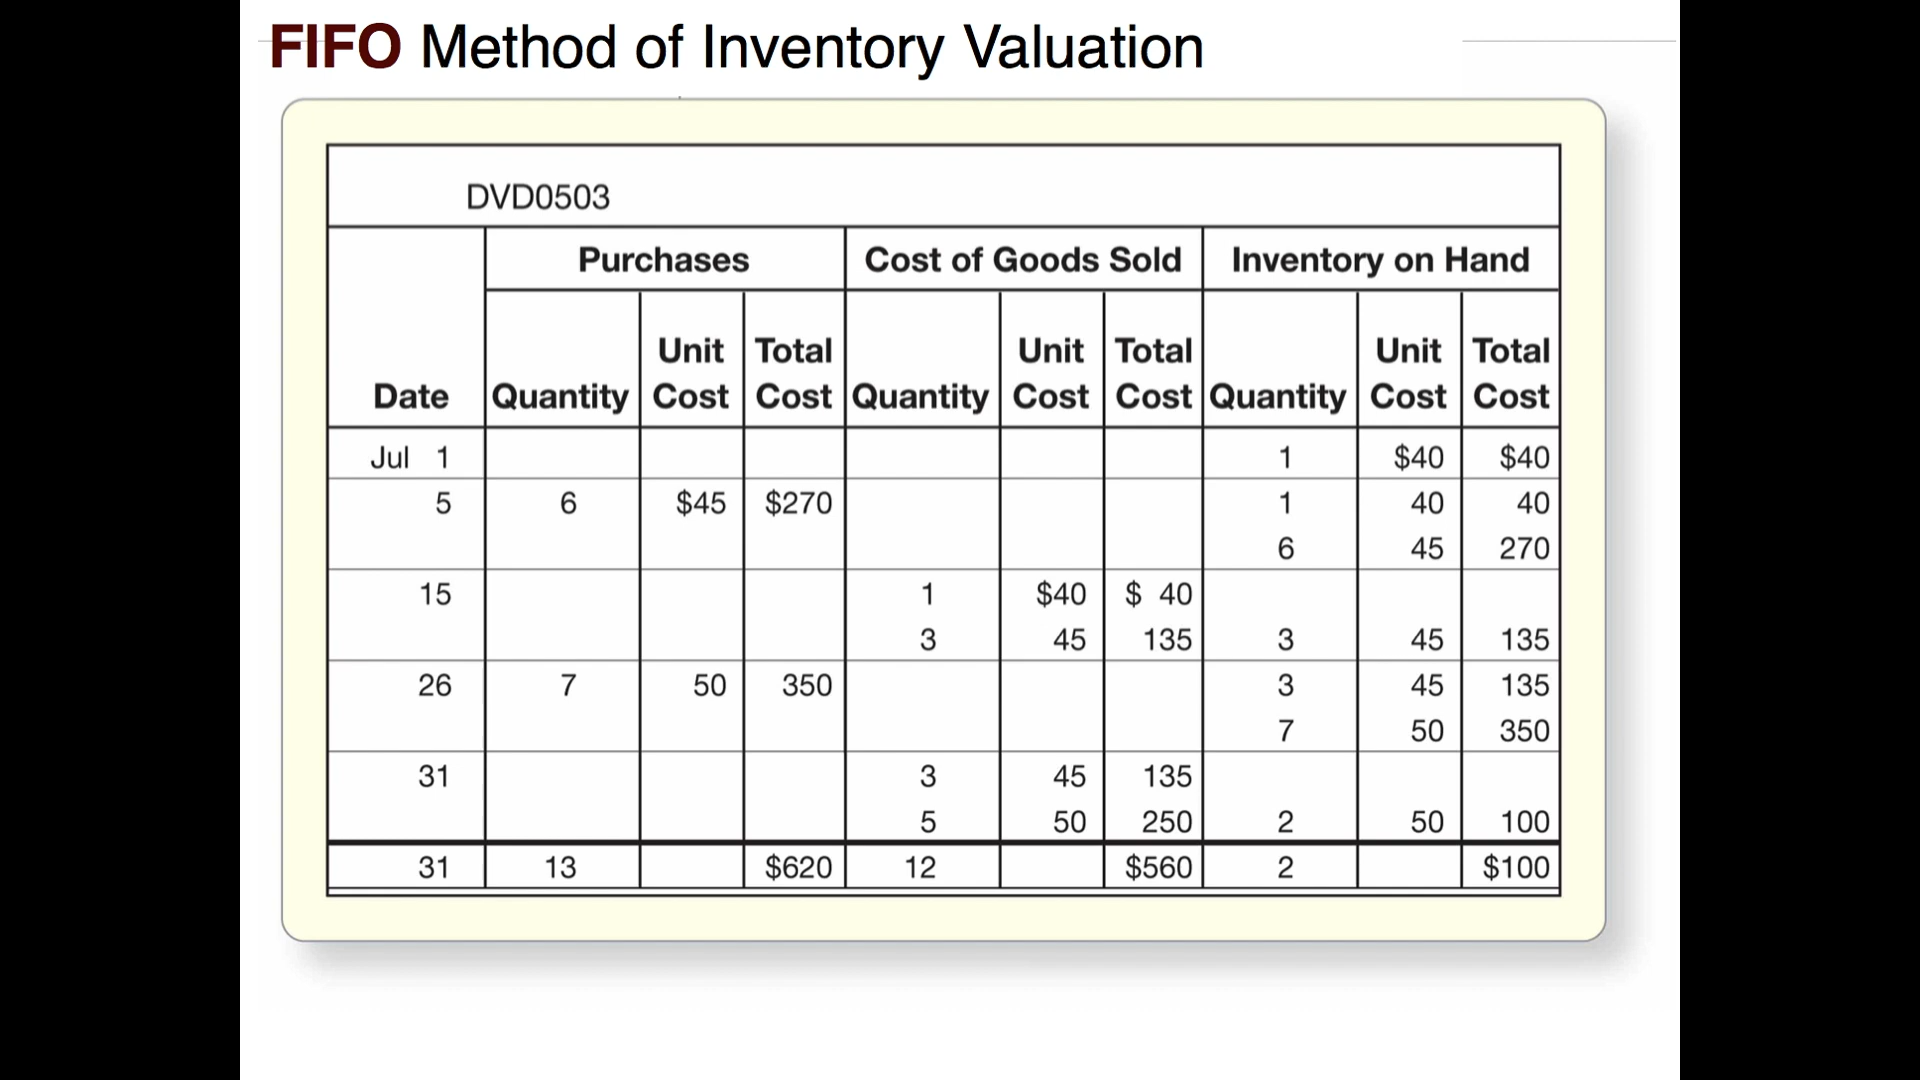 FIFO Method of Inventory Valuation
DVD0503
Purchases Cost of Goods Sold Inventory on Hand
Unit Total Unit Total Unit Total
Date Quantity Cost Cost Quantity Cost Cost Quantity Cost Cost
Jul 1 1 $40 $40
5 6 $45 $270 1 40 40
6 45 270
15 1 $40 $ 40
3 45 135 3 45 135
26 7 50 350 3 45 135
7 50 350
31 3 45 135
5 50 250 2 50 100
31 13 $620 12 $560 2 $100